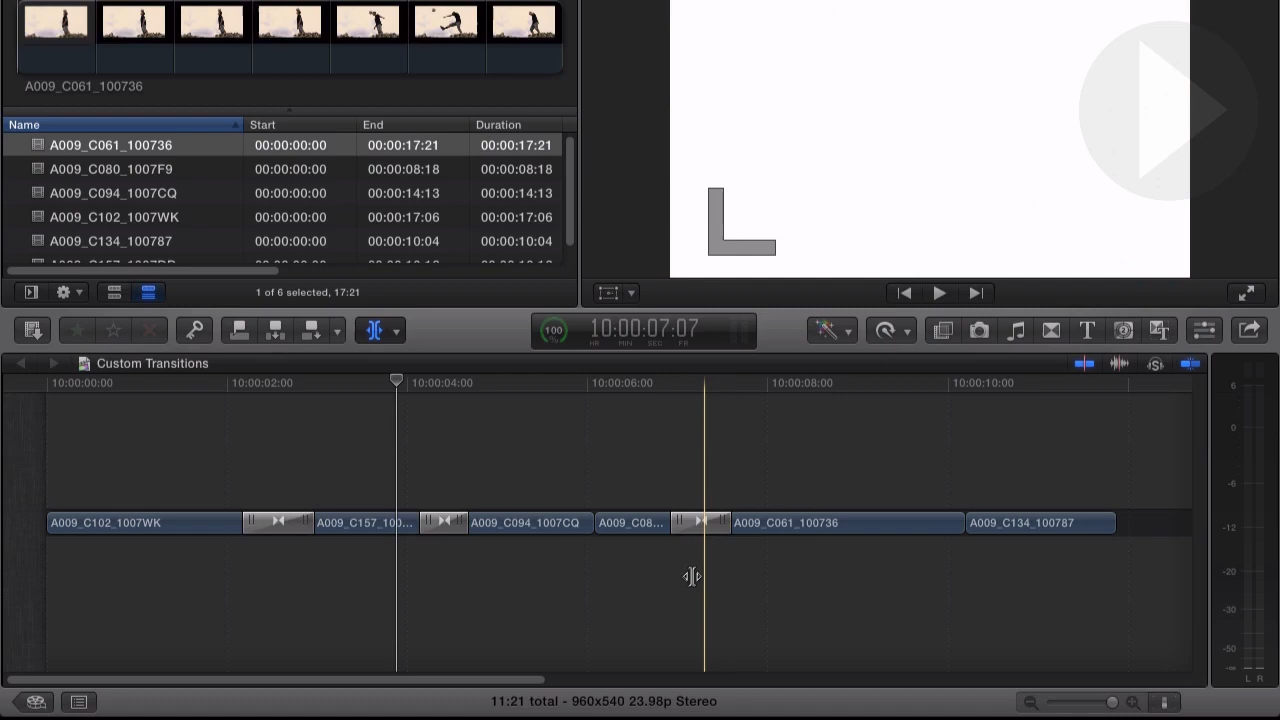 A009_C061_100736
Name Start End Duration
A009_C061_100736 00:00:00:00 00:00:17:21 00:00:17:21
A009_C080_1007F9 00:00:00:00 00:00:08:18 00:00:08:18
A009_C094_1007CQ 00:00:00:00 00:00:14:13 00:00:14:13
A009_C102_1007WK 00:00:00:00 00:00:17:06 00:00:17:06
A009_C134_100787 00:00:00:00 00:00:10:04 00:00:10:04
1 of 6 selected, 17:21
100 %
10:00:07:07
HR MIN SEC FR
Custom Transitions
10:00:00:00 10:00:02:00 10:00:04:00 10:00:06:00 10:00:08:00 10:00:10:00
A009_C102_1007WK A009_C157_100... A009_C094_1007CQ A009_C08... A009_C061_100736 A009_C134_100787
6
0
-6
-12
-20
-30
-50
-∞
L R
11:21 total - 960x540 23.98p Stereo